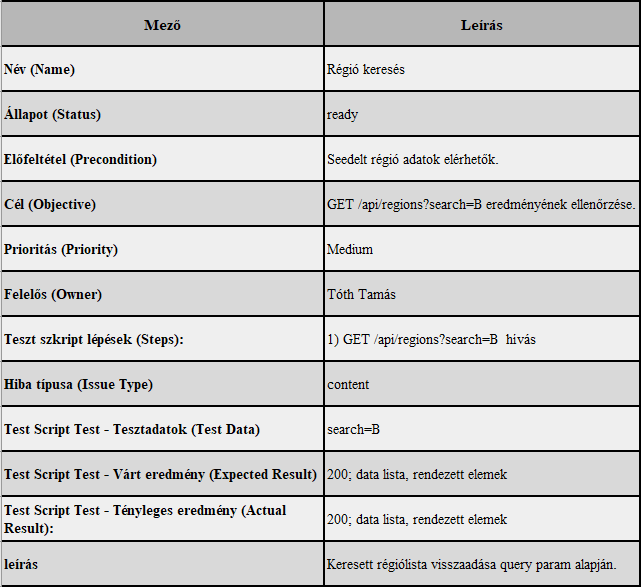 Mező Leírás
Név (Name) Régió keresés
Állapot (Status) ready
Előfeltétel (Precondition) Seedelt régió adatok elérhetők.
Cél (Objective) GET /api/regions?search=B eredményének ellenőrzése.
Prioritás (Priority) Medium
Felelős (Owner) Tóth Tamás
Teszt szkript lépések (Steps): 1) GET /api/regions?search=B  hívás
Hiba típusa (Issue Type) content
Test Script Test - Tesztadatok (Test Data) search=B
Test Script Test - Várt eredmény (Expected Result) 200; data lista, rendezett elemek
Test Script Test - Tényleges eredmény (Actual
Result): 200; data lista, rendezett elemek
leírás Keresett régiólista visszaadása query param alapján.